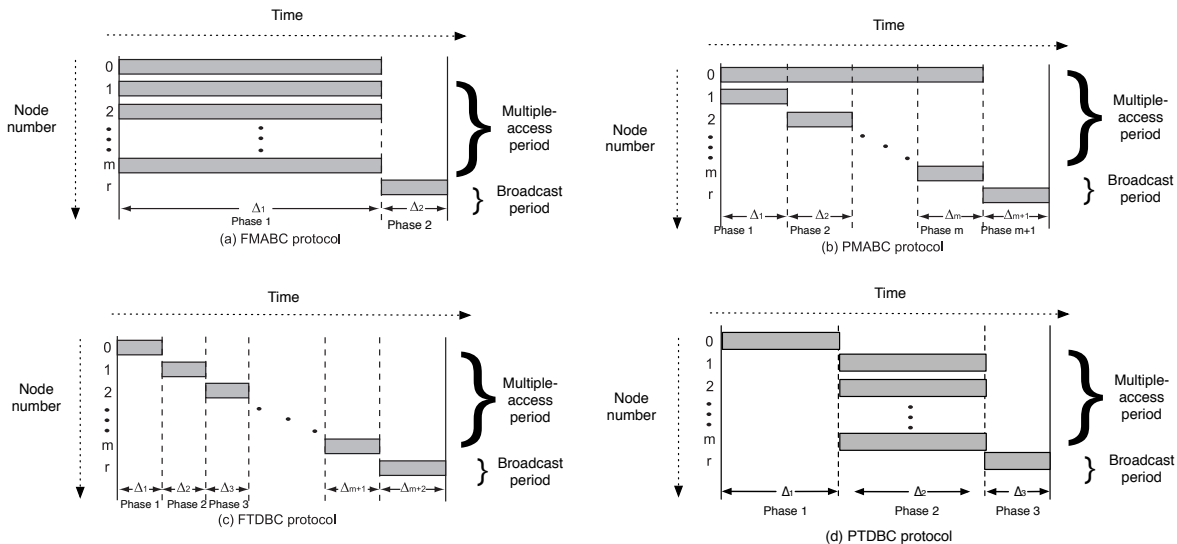 Time
Node number
0
1
2
m
r
Multiple-access period
Broadcast period
Δ1
Δ2
Phase 1
Phase 2
(a) FMABC protocol
Time
Node number
0
1
2
m
r
Multiple-access period
Broadcast period
Δ1
Δ2
Δm
Δm+1
Phase 1
Phase 2
Phase m
Phase m+1
(b) PMABC protocol
Time
Node number
0
1
2
m
r
Multiple-access period
Broadcast period
Δ1
Δ2
Δ3
Δm+1
Δm+2
Phase 1
Phase 2
Phase 3
(c) FTDBC protocol
Time
Node number
0
1
2
m
r
Multiple-access period
Broadcast period
Δ1
Δ2
Δ3
Phase 1
Phase 2
Phase 3
(d) PTDBC protocol